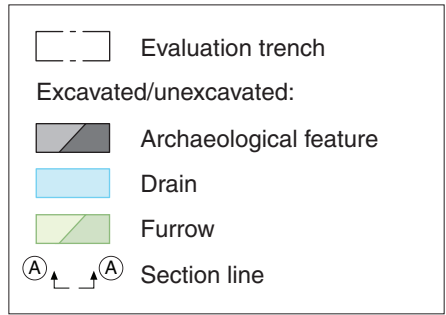 Evaluation trench
Excavated/unexcavated:
Archaeological feature
Drain
Furrow
A A Section line